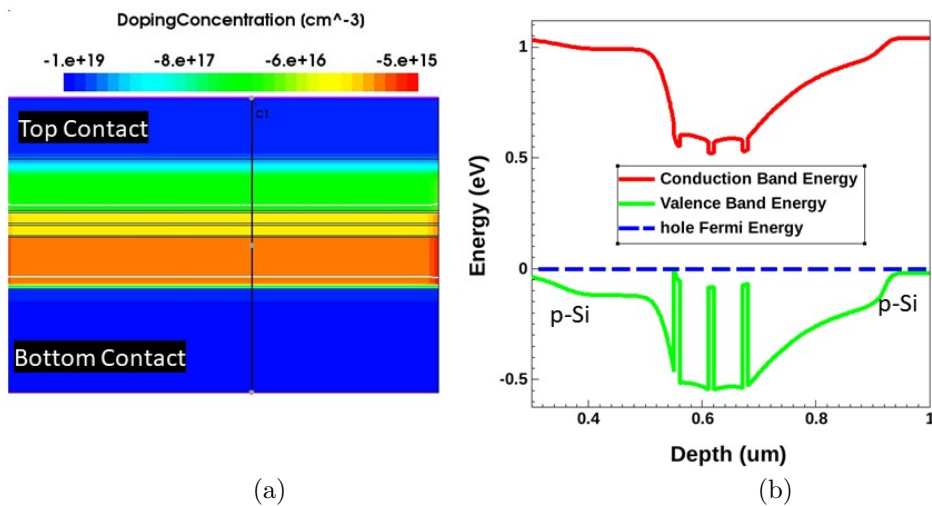 DopingConcentration (cm^-3)
-1.e+19 -8.e+17 -6.e+16 -5.e+15
C1
Top Contact
Bottom Contact
(a)
Energy (eV)
1
0.5
0
-0.5
Conduction Band Energy
Valence Band Energy
hole Fermi Energy
p-Si
p-Si
0.4 0.6 0.8 1
Depth (um)
(b)